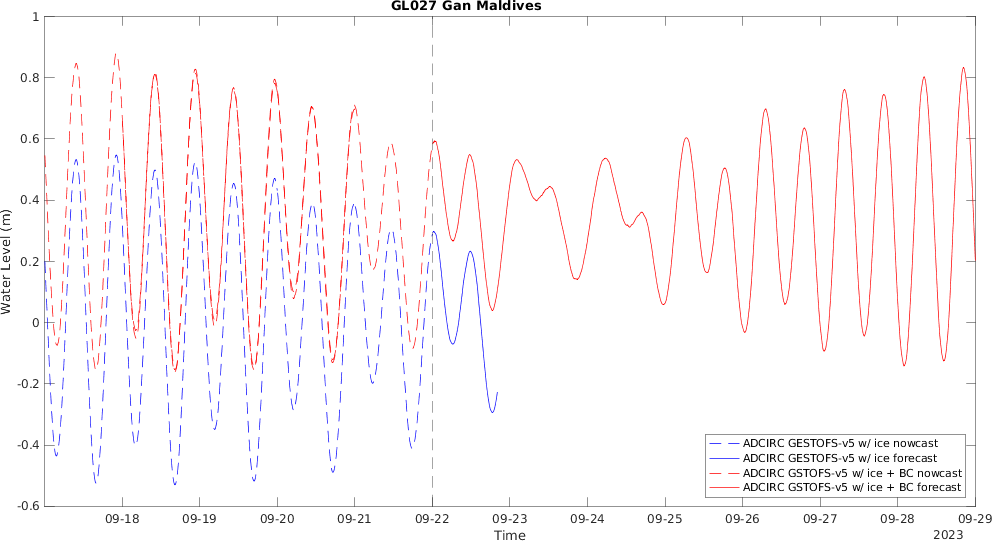 GL027 Gan Maldives
1
0.8
0.6
0.4
0.2
0
-0.2
-0.4
-0.6
Water Level (m)
ADCIRC GESTOFS-v5 w/ ice nowcast
ADCIRC GESTOFS-v5 w/ ice forecast
ADCIRC GSTOFS-v5 w/ ice + BC nowcast
ADCIRC GSTOFS-v5 w/ ice + BC forecast
09-18 09-19 09-20 09-21 09-22 09-23 09-24 09-25 09-26 09-27 09-28 09-29
Time
2023